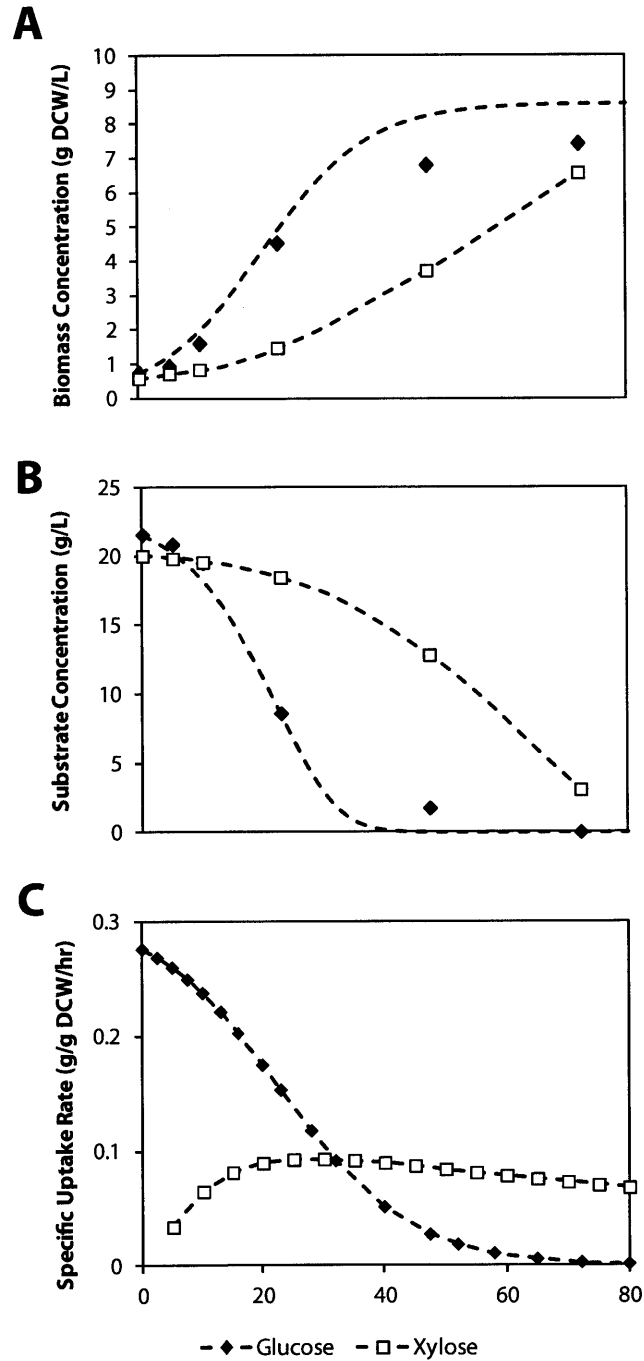 A
Biomass Concentration (g DCW/L)
10
9
8
7
6
5
4
3
2
1
0
B
Substrate Concentration (g/L)
25
20
15
10
5
0
C
Specific Uptake Rate (g/g DCW/hr)
0.3
0.2
0.1
0
0 20 40 60 80
Glucose Xylose